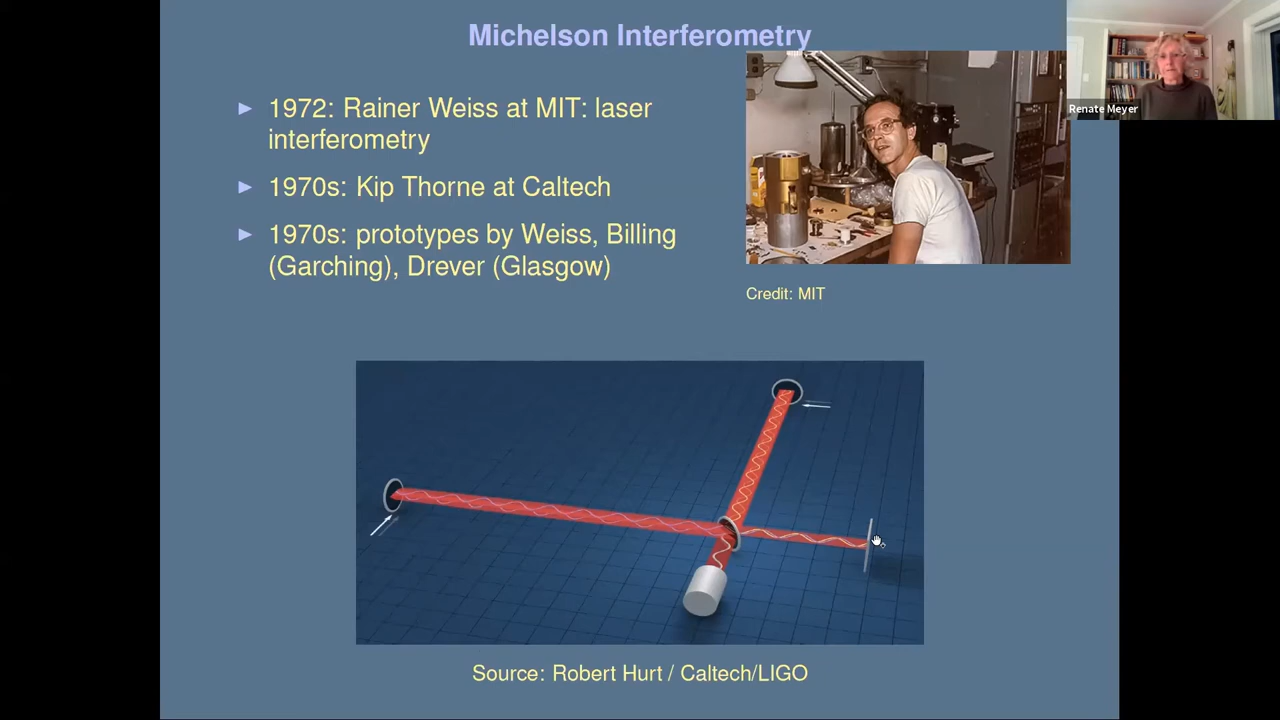 Michelson Interferometry
1972: Rainer Weiss at MIT: laser
interferometry
1970s: Kip Thorne at Caltech
1970s: prototypes by Weiss, Billing
(Garching), Drever (Glasgow)
Credit: MIT
Renate Meyer
Source: Robert Hurt / Caltech/LIGO